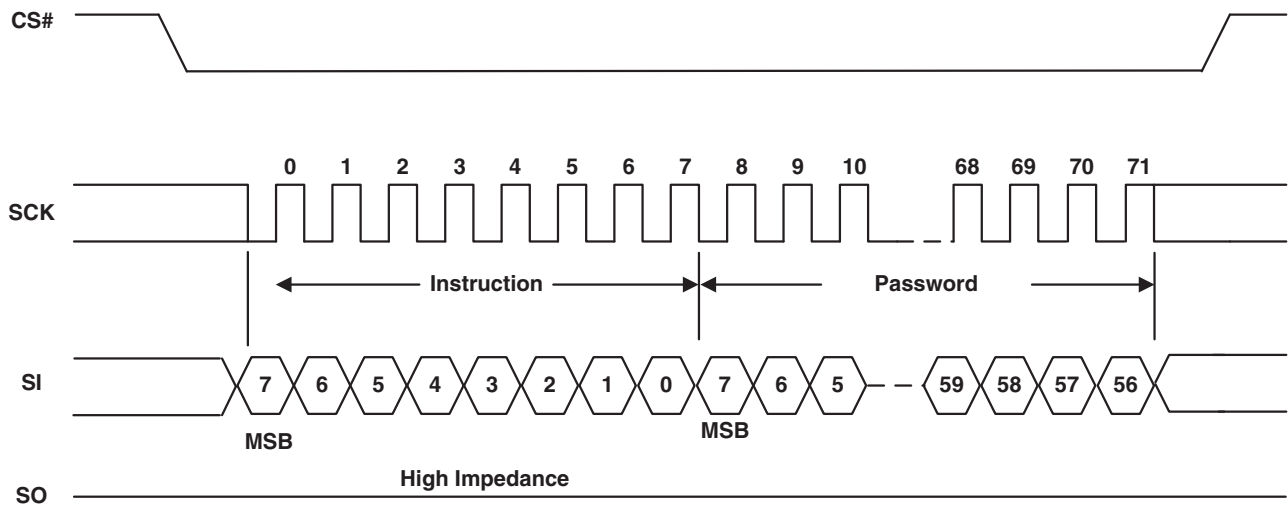 CS#
0 1 2 3 4 5 6 7 8 9 10 68 69 70 71
SCK
Instruction Password
SI 7 6 5 4 3 2 1 0 7 6 5 59 58 57 56
MSB MSB
High Impedance
SO